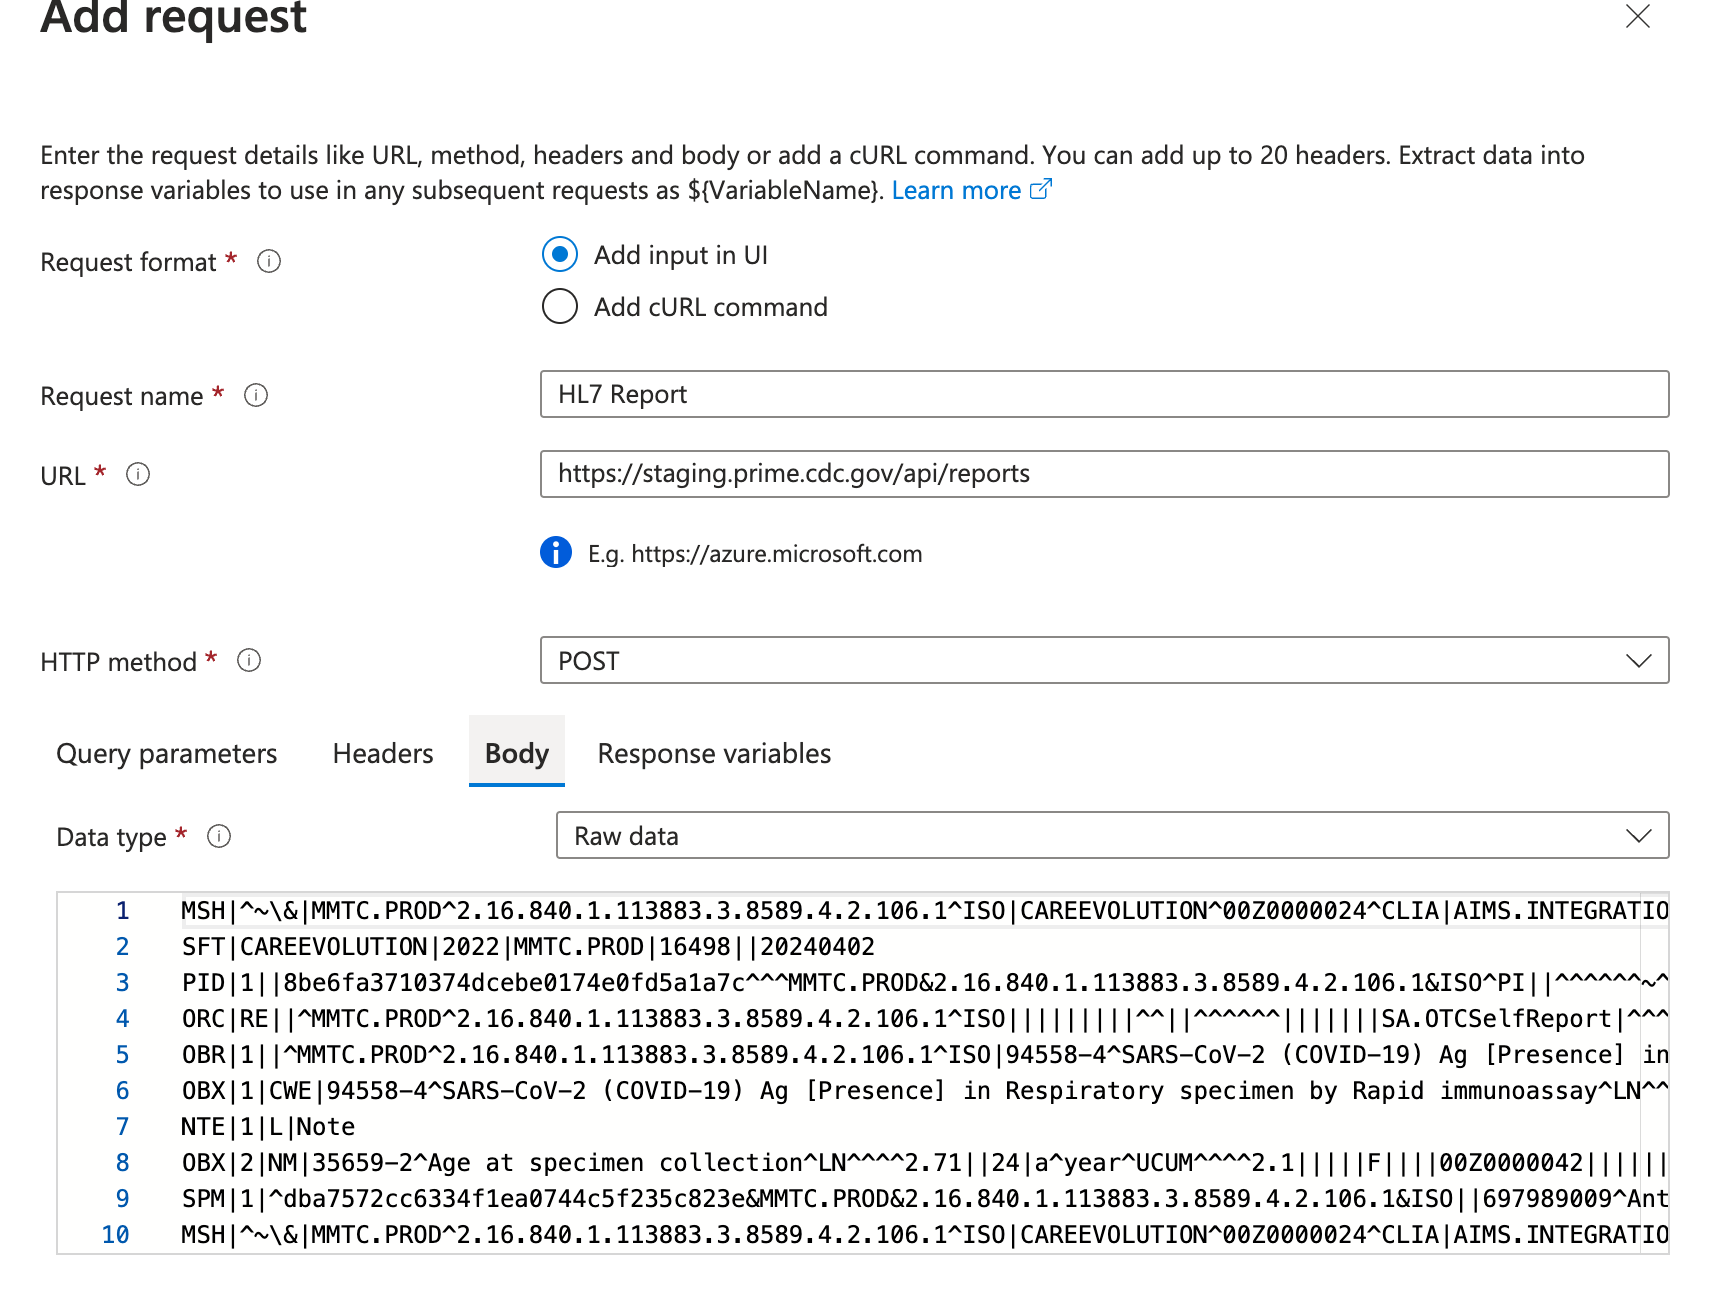 Add request
Enter the request details like URL, method, headers and body or add a cURL command. You can add up to 20 headers. Extract data into
response variables to use in any subsequent requests as ${VariableName}. Learn more
Request format *
Add input in UI
Add cURL command
Request name *
HL7 Report
URL *
https://staging.prime.cdc.gov/api/reports
E.g. https://azure.microsoft.com
HTTP method *
POST
Query parameters Headers Body Response variables
Data type *
Raw data
1 MSH|^~\&|MMTC.PROD^2.16.840.1.113883.3.8589.4.2.106.1^ISO|CAREEVOLUTION^00Z0000024^CLIA|AIMS.INTEGRATIO
2 SFT|CAREEVOLUTION|2022|MMTC.PROD|16498||20240402
3 PID|1||8be6fa3710374dcebe0174e0fd5a1a7c^^^MMTC.PROD&2.16.840.1.113883.3.8589.4.2.106.1&ISO^PI||^^^^^^~^
4 ORC|RE||^MMTC.PROD^2.16.840.1.113883.3.8589.4.2.106.1^ISO|||||||||^^||^^^^^^|||||||SA.OTCSelfReport|^^^
5 OBR|1||^MMTC.PROD^2.16.840.1.113883.3.8589.4.2.106.1^ISO|94558-4^SARS-CoV-2 (COVID-19) Ag [Presence] in
6 OBX|1|CWE|94558-4^SARS-CoV-2 (COVID-19) Ag [Presence] in Respiratory specimen by Rapid immunoassay^LN^^
7 NTE|1|L|Note
8 OBX|2|NM|35659-2^Age at specimen collection^LN^^^^2.71||24|a^year^UCUM^^^^2.1|||||F||||00Z0000042||||||
9 SPM|1|^dba7572cc6334f1ea0744c5f235c823e&MMTC.PROD&2.16.840.1.113883.3.8589.4.2.106.1&ISO||697989009^Ant
10 MSH|^~\&|MMTC.PROD^2.16.840.1.113883.3.8589.4.2.106.1^ISO|CAREEVOLUTION^00Z0000024^CLIA|AIMS.INTEGRATIO